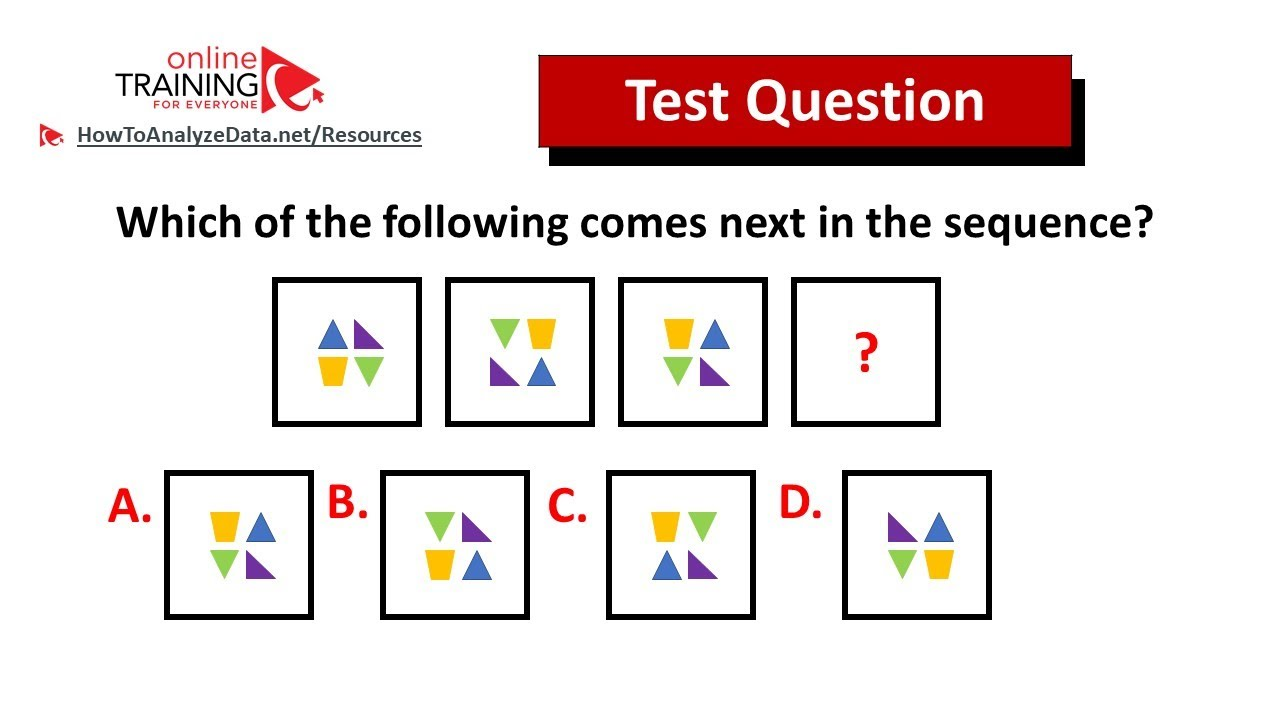 online
TRAINING
FOR EVERYONE
HowToAnalyzeData.net/Resources
Test Question
Which of the following comes next in the sequence?
?
A.
B.
C.
D.